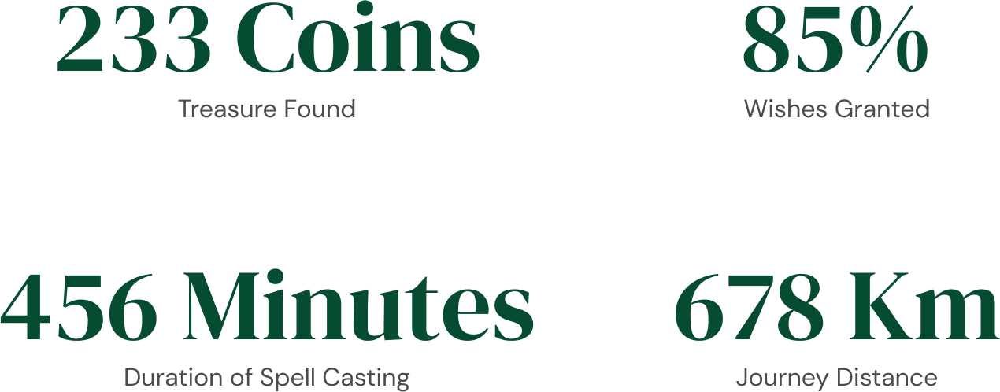 233 Coins
Treasure Found
85%
Wishes Granted
456 Minutes
Duration of Spell Casting
678 Km
Journey Distance